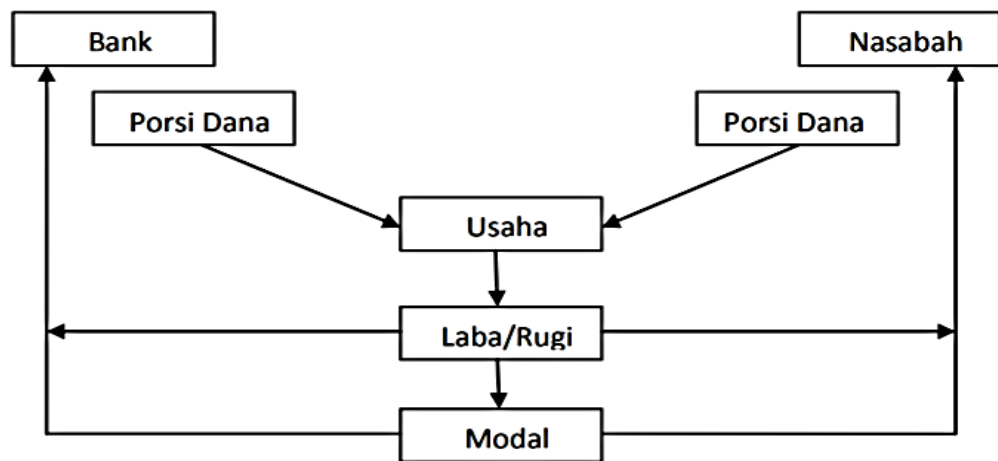 Bank
Nasabah
Porsi Dana
Porsi Dana
Usaha
Laba/Rugi
Modal